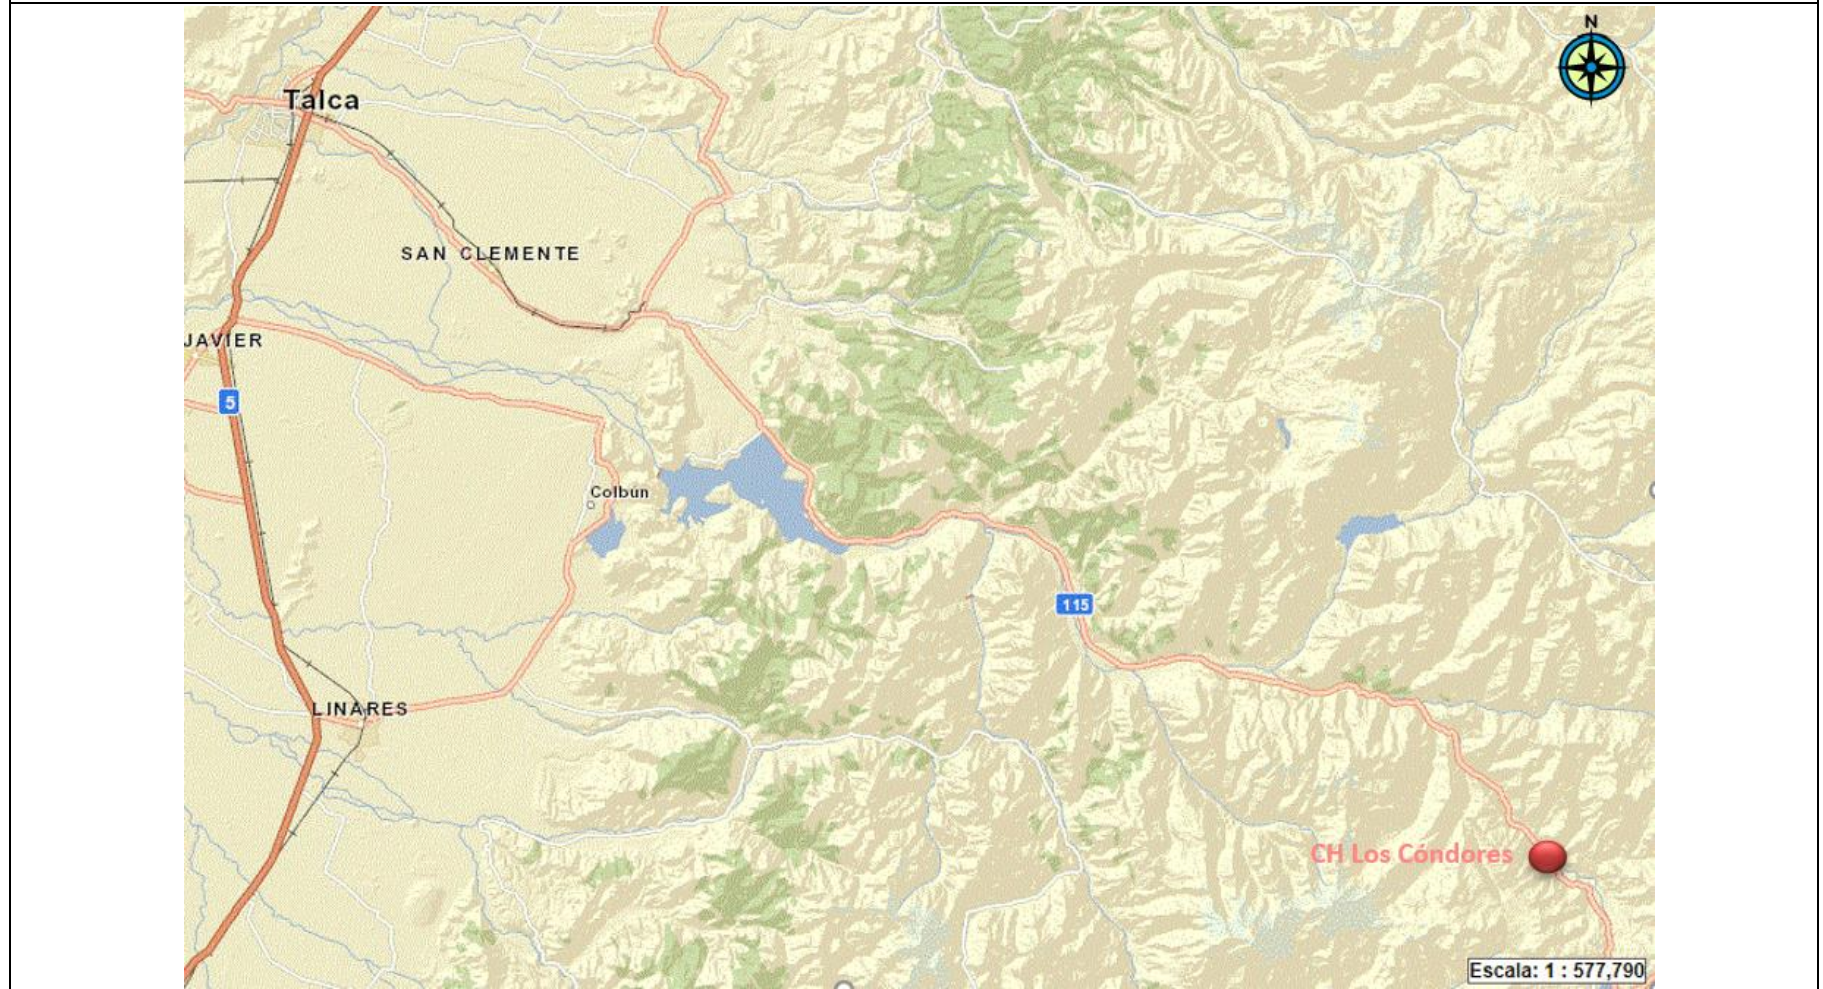 N
Talca
SAN CLEMENTE
JAVIER
5
Colbun
115
LINARES
CH Los Cóndores
Escala: 1 : 577,790